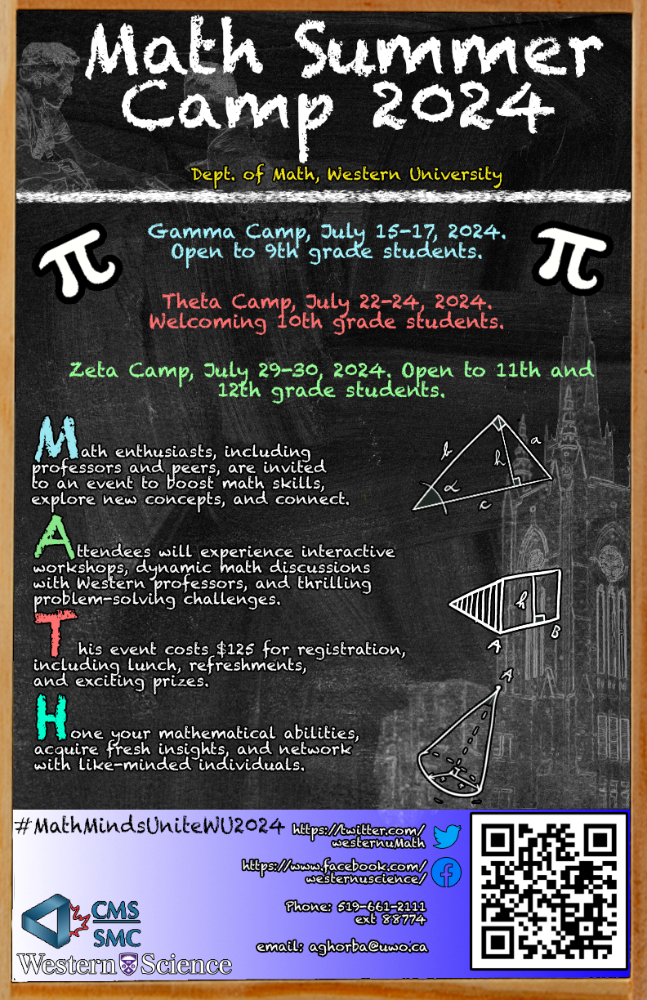 Math Summer
Camp 2024
Dept. of Math, Western University
Gamma Camp, July 15-17, 2024.
Open to 9th grade students.
π
π
Theta Camp, July 22-24, 2024.
Welcoming 10th grade students.
Zeta Camp, July 29-30, 2024. Open to 11th and
12th grade students.
Math enthusiasts, including
professors and peers, are invited
to an event to boost math skills,
explore new concepts, and connect.
b
h
a
α
c
Attendees will experience interactive
workshops, dynamic math discussions
with Western professors, and thrilling
problem-solving challenges.
h
B
A
This event costs $125 for registration,
including lunch, refreshments,
and exciting prizes.
A
Hone your mathematical abilities,
acquire fresh insights, and network
with like-minded individuals.
r
r
#MathMindsUniteWU2024
https://twitter.com/
westernuMath
https://www.facebook.com/
westernuscience/
Phone: 519-661-2111
ext 88774
email: aghorba@uwo.ca
CMS
SMC
Western Science